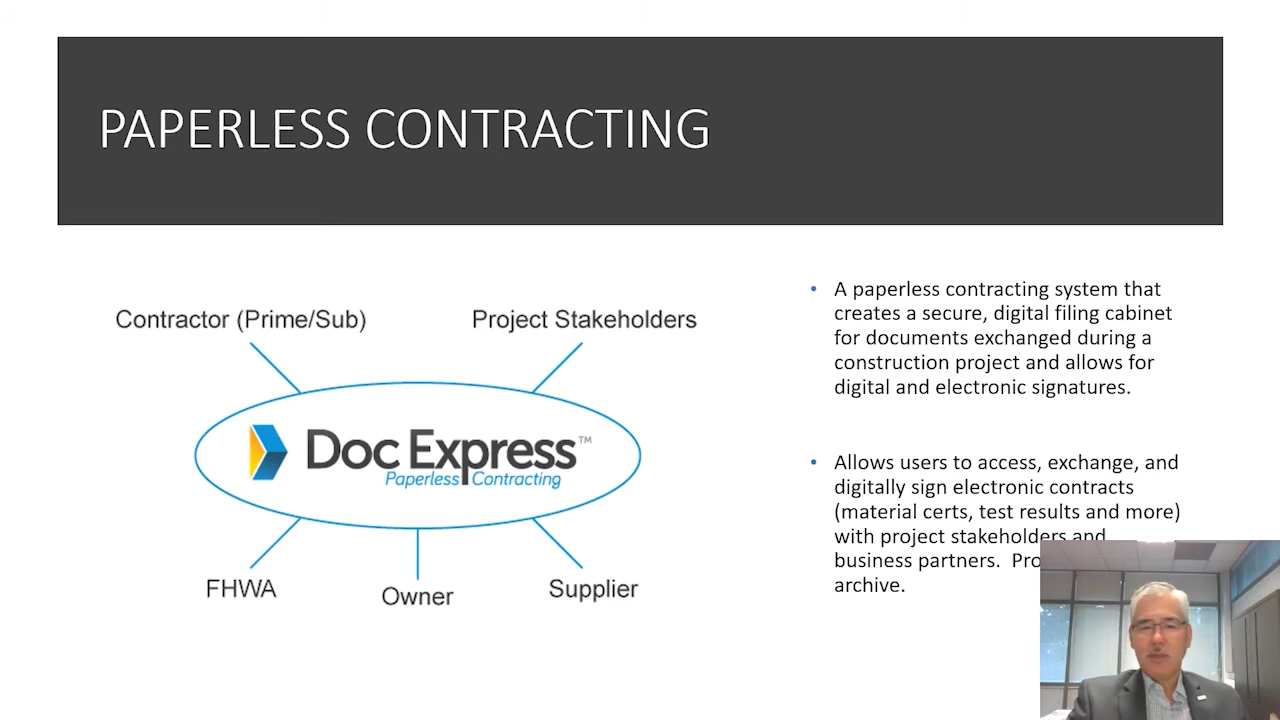 PAPERLESS CONTRACTING
Contractor (Prime/Sub)
Project Stakeholders
Doc Express™
Paperless Contracting
FHWA
Owner
Supplier
• A paperless contracting system that
creates a secure, digital filing cabinet
for documents exchanged during a
construction project and allows for
digital and electronic signatures.
• Allows users to access, exchange, and
digitally sign electronic contracts
(material certs, test results and more)
with project stakeholders and
business partners.
archive.